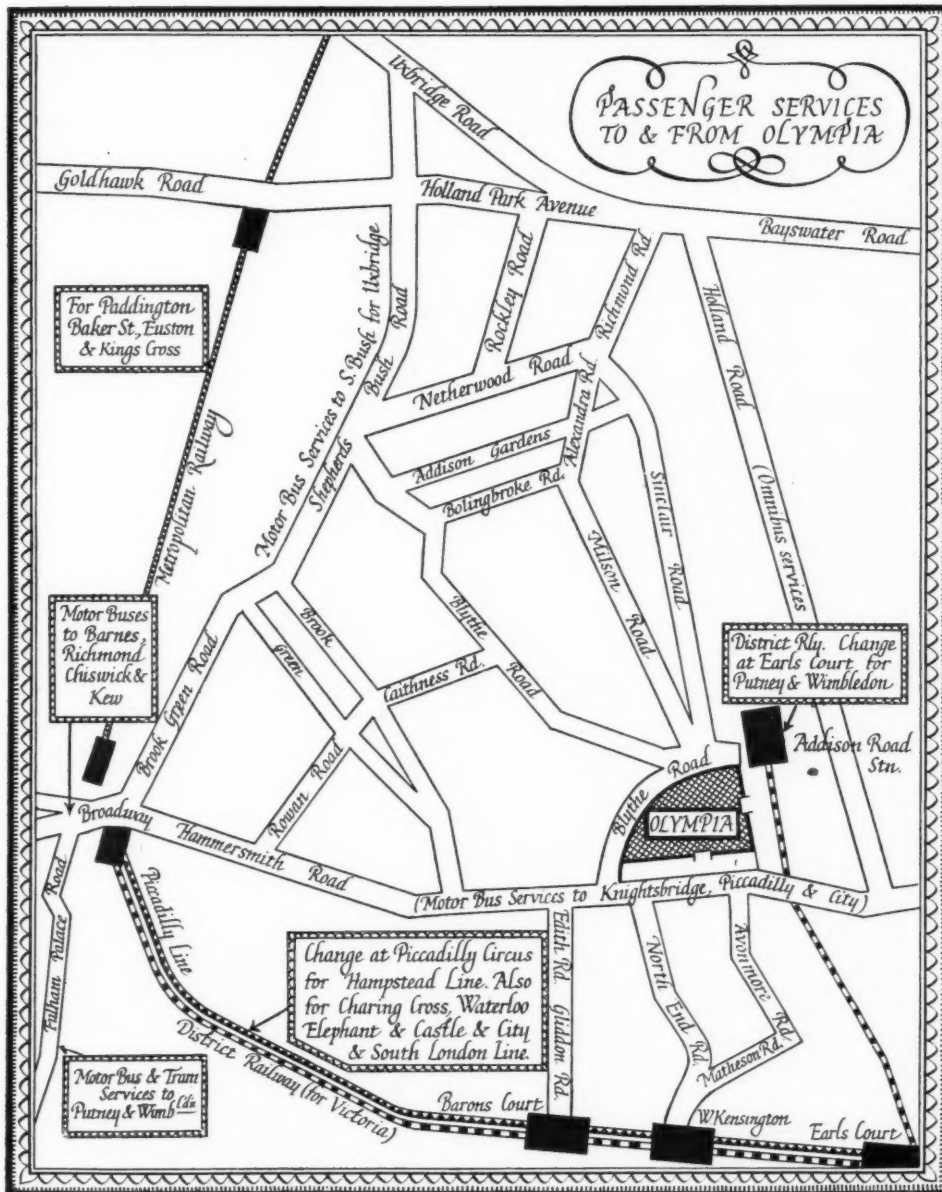 PASSENGER SERVICES
TO & FROM OLYMPIA
Uxbridge Road
Goldhawk Road
Holland Park Avenue
Bayswater Road
For Paddington
Baker St., Euston
& Kings Cross
Metropolitan Railway
Motor Bus Services to S. Bush for Uxbridge
Shepherds Bush Road
Rockley Road
Richmond Rd.
Holland Road
(Omnibus services
Netherwood Road
Addison Gardens
Alexandra Rd.
Bolingbroke Rd.
Sinclair Road
Milson Road
Motor Buses
to Barnes,
Richmond
Chiswick &
Kew
Brook Green Road
Brook
Green
Caithness Rd.
Blythe Road
Rowan Road
District Rly. Change
at Earls Court for
Putney & Wimbledon
Addison Road
Stn.
Blythe Road
OLYMPIA
Broadway
Hammersmith Road
(Motor Bus Services to Knightsbridge, Piccadilly & City)
Fulham Palace Road
Piccadilly Line
District Railway (for Victoria)
Change at Piccadilly Circus
for Hampstead Line. Also
for Charing Cross, Waterloo
Elephant & Castle & City
& South London Line.
Edith Rd.
Gliddon Rd.
North End Rd.
Avonmore Rd.
Matheson Rd.
Motor Bus & Tram
Services to
Putney & Wimb
Barons Court
W Kensington
Earls Court